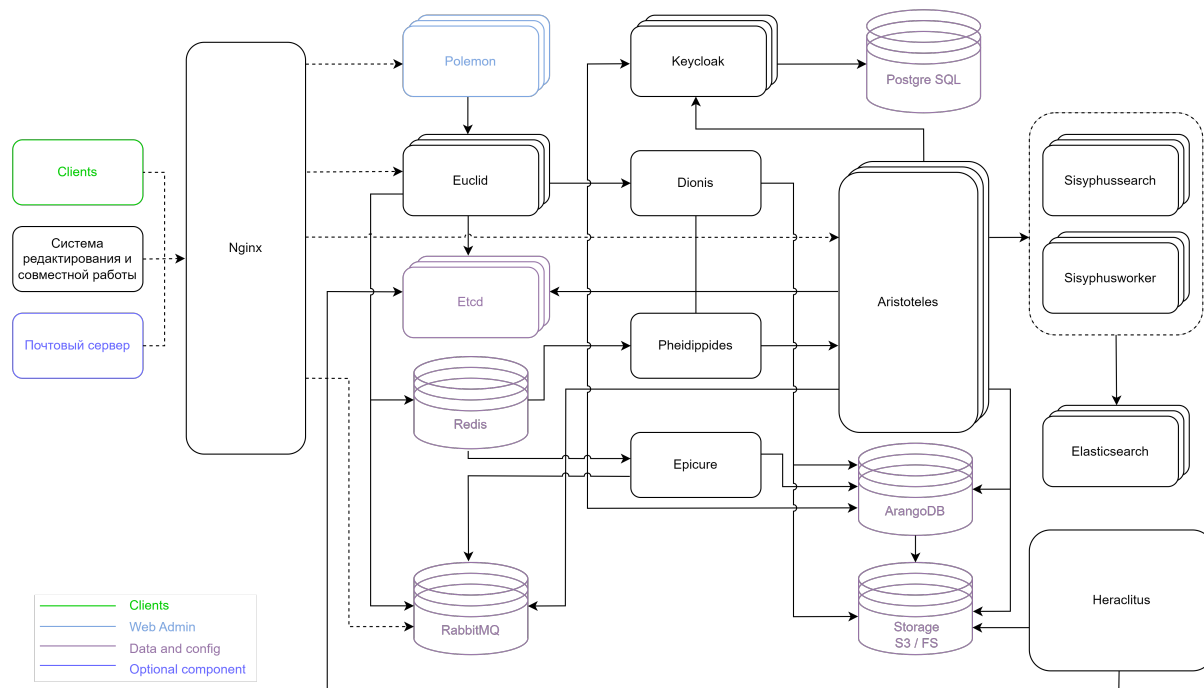 Polemon
Keycloak
Postgre SQL
Clients
Euclid
Dionis
Sisyphussearch
Система
редактирования и
совместной работы
Nginx
Sisyphusworker
Etcd
Aristoteles
Почтовый сервер
Pheidippides
Redis
Epicure
Elasticsearch
ArangoDB
Heraclitus
RabbitMQ
Storage
S3 / FS
Clients
Web Admin
Data and config
Optional component